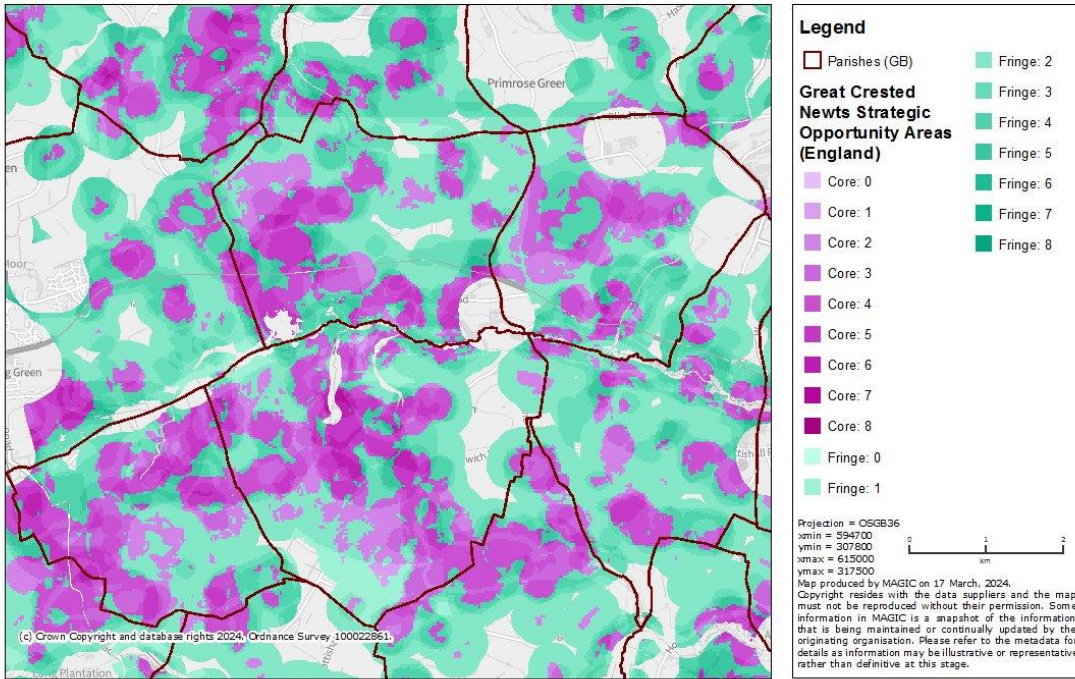 Primrose Green
Long Plantation
(c) Crown Copyright and database rights 2024. Ordnance Survey 100022861.
Legend
Parishes (GB)
Great Crested
Newts Strategic
Opportunity Areas
(England)
Core: 0
Core: 1
Core: 2
Core: 3
Core: 4
Core: 5
Core: 6
Core: 7
Core: 8
Fringe: 0
Fringe: 1
Fringe: 2
Fringe: 3
Fringe: 4
Fringe: 5
Fringe: 6
Fringe: 7
Fringe: 8
Projection = OSGB36
xmin = 594700
ymin = 307800
xmax = 615000
ymax = 317500
0 1 2
km
Map produced by MAGIC on 17 March, 2024.
Copyright resides with the data suppliers and the map
must not be reproduced without their permission. Some
information in MAGIC is a snapshot of the information
that is being maintained or continually updated by the
originating organisation. Please refer to the metadata for
details as information may be illustrative or representative
rather than definitive at this stage.